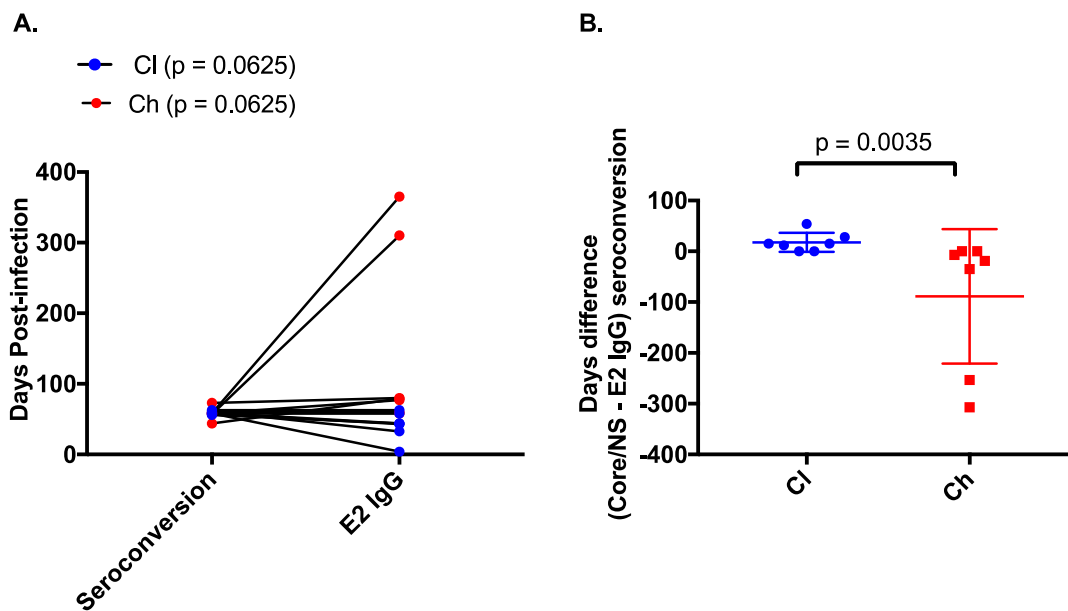 A.
Cl (p = 0.0625)
Ch (p = 0.0625)
Days Post-infection
400
300
200
100
0
Seroconversion
E2 IgG
B.
p = 0.0035
Days difference
(Core/NS - E2 IgG) seroconversion
100
0
-100
-200
-300
-400
Cl
Ch